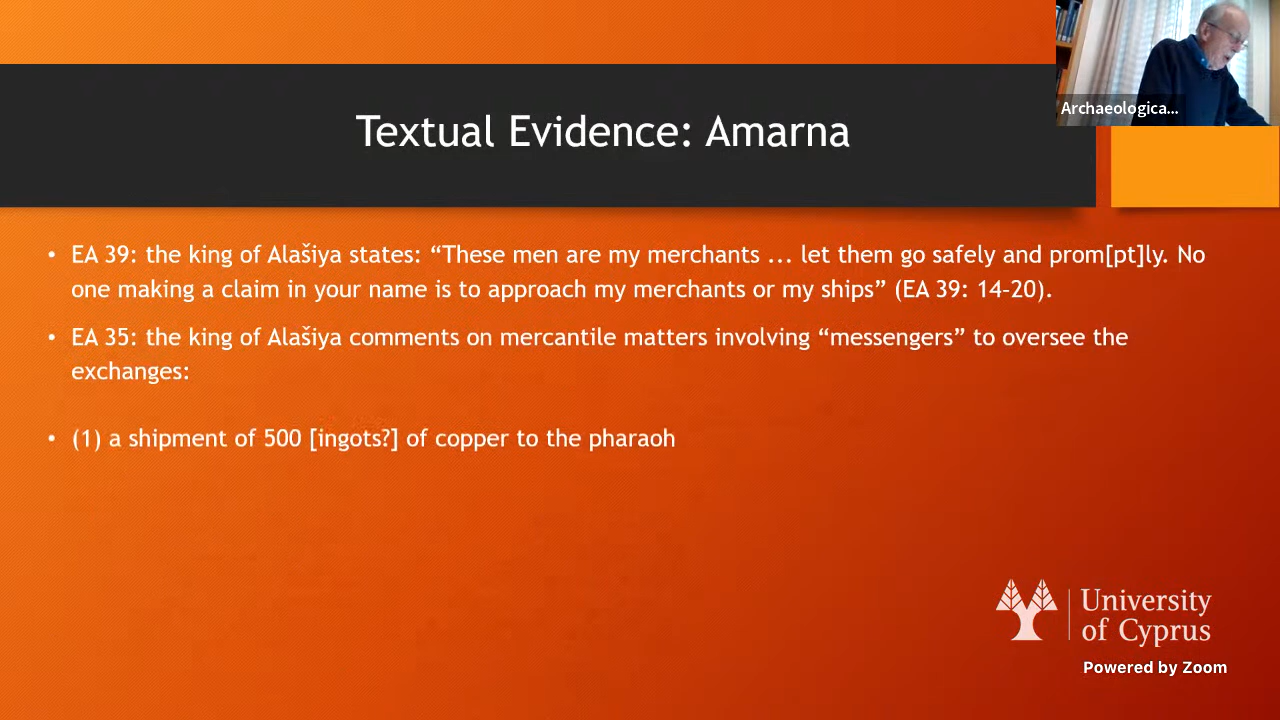 Archaeologica...
Textual Evidence: Amarna
• EA 39: the king of Alašiya states: “These men are my merchants ... let them go safely and prom[pt]ly. No
one making a claim in your name is to approach my merchants or my ships” (EA 39: 14–20).
• EA 35: the king of Alašiya comments on mercantile matters involving “messengers” to oversee the
exchanges:
• (1) a shipment of 500 [ingots?] of copper to the pharaoh
University
of Cyprus
Powered by Zoom